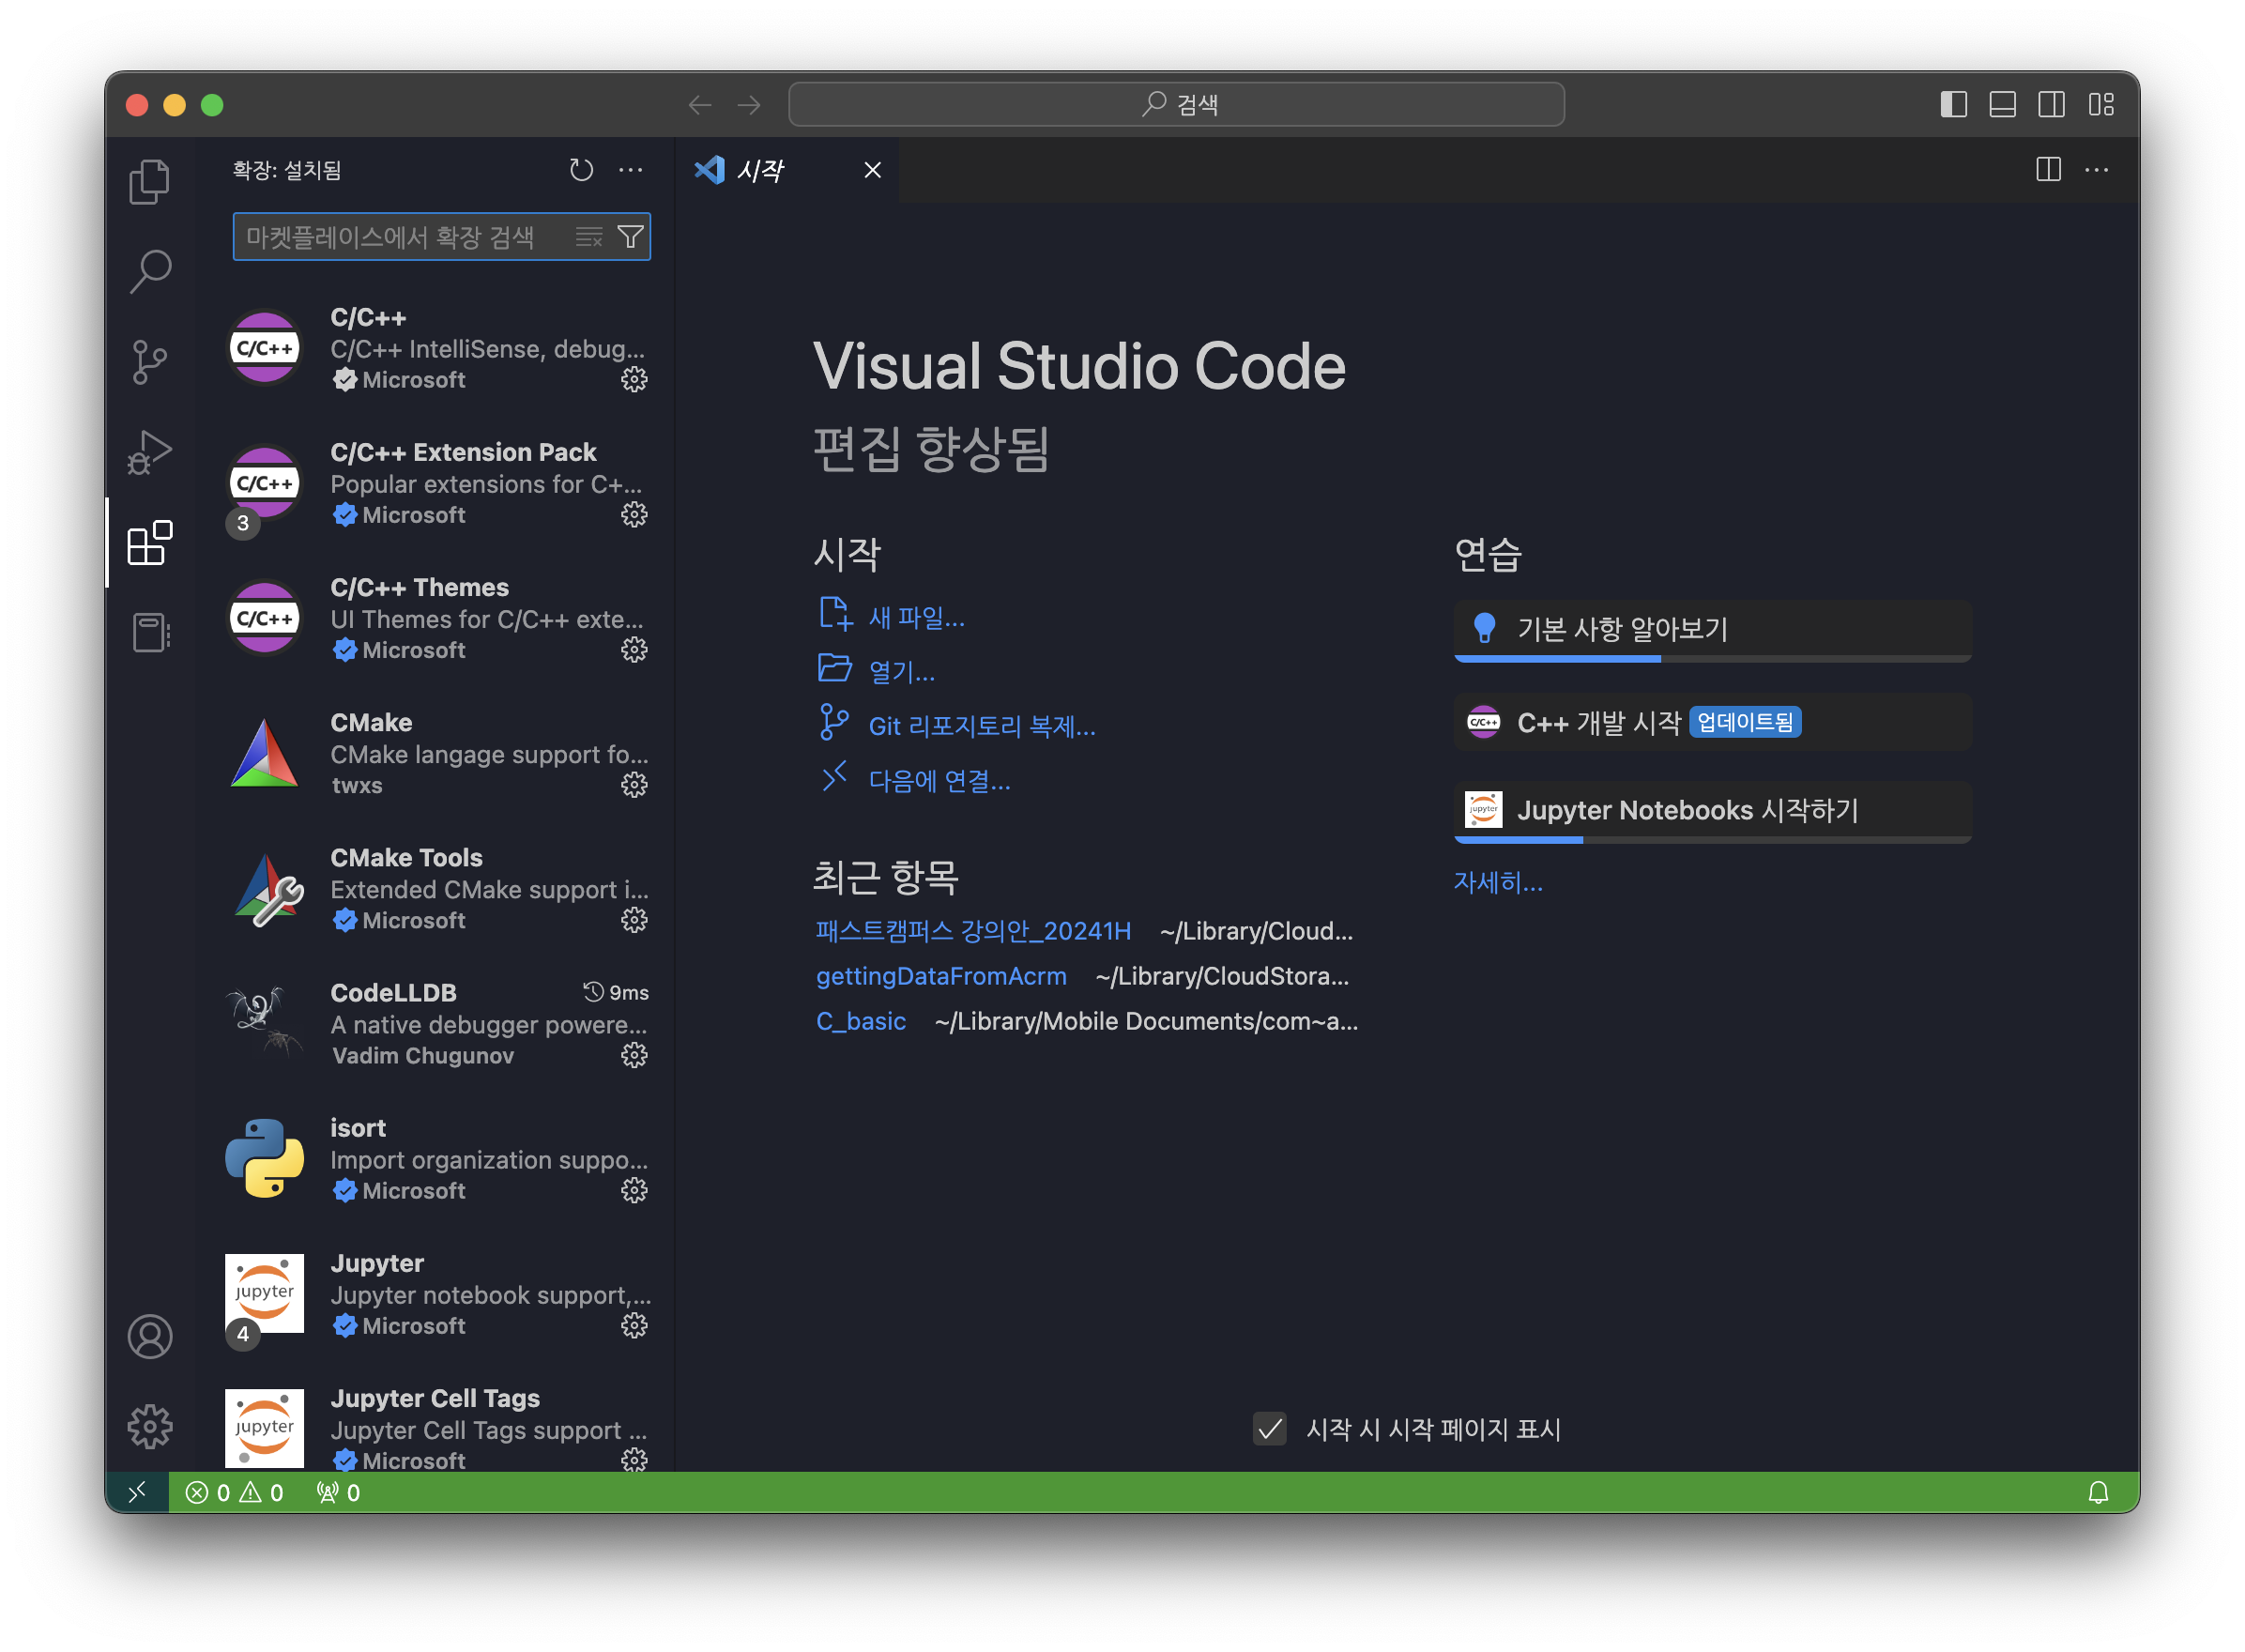 검색
확장: 설치됨
마켓플레이스에서 확장 검색
C/C++
C/C++
C/C++ IntelliSense, debug...
Microsoft
C/C++
C/C++ Extension Pack
Popular extensions for C+...
3
Microsoft
C/C++
C/C++ Themes
UI Themes for C/C++ exte...
Microsoft
CMake
CMake langage support fo...
twxs
CMake Tools
Extended CMake support i...
Microsoft
CodeLLDB
9ms
A native debugger powere...
Vadim Chugunov
isort
Import organization suppo...
Microsoft
jupyter
Jupyter
Jupyter notebook support,...
4
Microsoft
jupyter
Jupyter Cell Tags
Jupyter Cell Tags support ...
Microsoft
시작
Visual Studio Code
편집 향상됨
시작
새 파일...
열기...
Git 리포지토리 복제...
다음에 연결...
최근 항목
패스트캠퍼스 강의안_20241H ~/Library/Cloud...
gettingDataFromAcrm ~/Library/CloudStora...
C_basic ~/Library/Mobile Documents/com~a...
연습
기본 사항 알아보기
C/C++
C++ 개발 시작 업데이트됨
jupyter
Jupyter Notebooks 시작하기
자세히...
시작 시 시작 페이지 표시
0 0 0